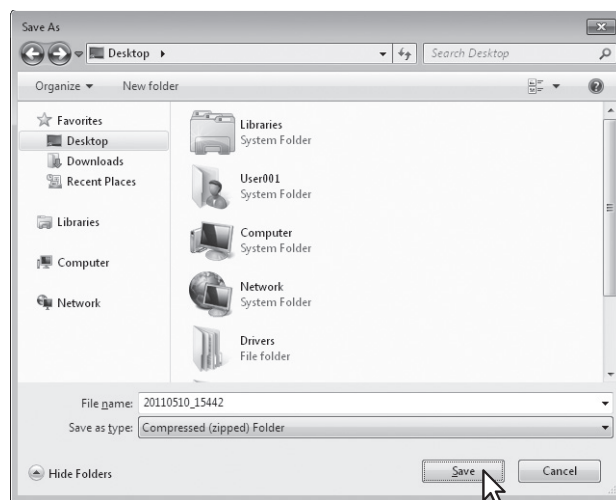 Save As
Desktop
Search Desktop
Organize New folder
Favorites
Desktop
Downloads
Recent Places
Libraries
Computer
Network
Libraries
System Folder
User001
System Folder
Computer
System Folder
Network
System Folder
Drivers
File folder
File name: 20110510_15442
Save as type: Compressed (zipped) Folder
Hide Folders Save Cancel